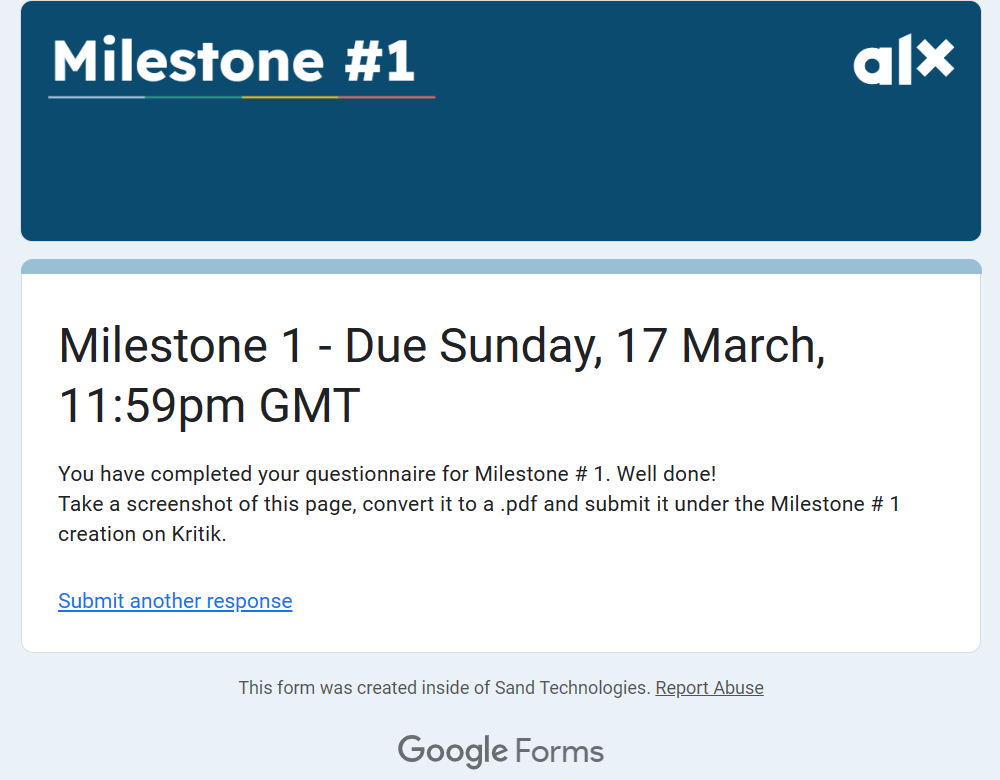 Milestone #1
alx
Milestone 1 - Due Sunday, 17 March,
11:59pm GMT
You have completed your questionnaire for Milestone # 1. Well done!
Take a screenshot of this page, convert it to a .pdf and submit it under the Milestone # 1
creation on Kritik.
Submit another response
This form was created inside of Sand Technologies. Report Abuse
Google Forms